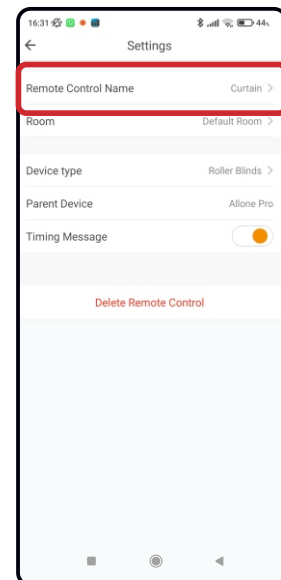 16:31 44%
Settings
Remote Control Name Curtain
Room Default Room
Device type Roller Blinds
Parent Device Allone Pro
Timing Message
Delete Remote Control